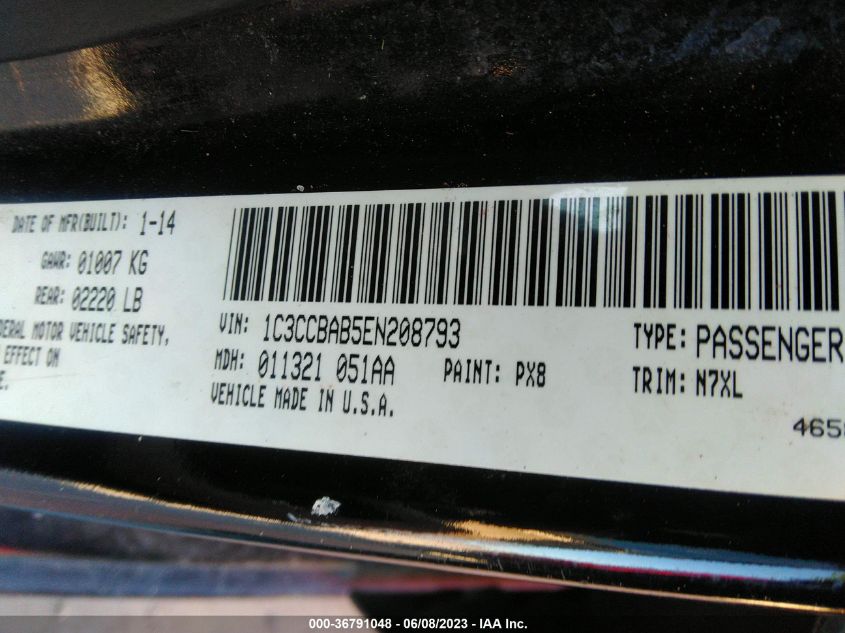 DATE OF MFR(BUILT): 1-14
GAWR: 01007 KG
REAR: 02220 LB
DERAL MOTOR VEHICLE SAFETY,
EFFECT ON
E.
VIN: 1C3CCBAB5EN208793
MDH: 011321 051AA PAINT: PX8
VEHICLE MADE IN U.S.A.
TYPE: PASSENGER
TRIM: N7XL
465
000-36791048 - 06/08/2023 - IAA Inc.